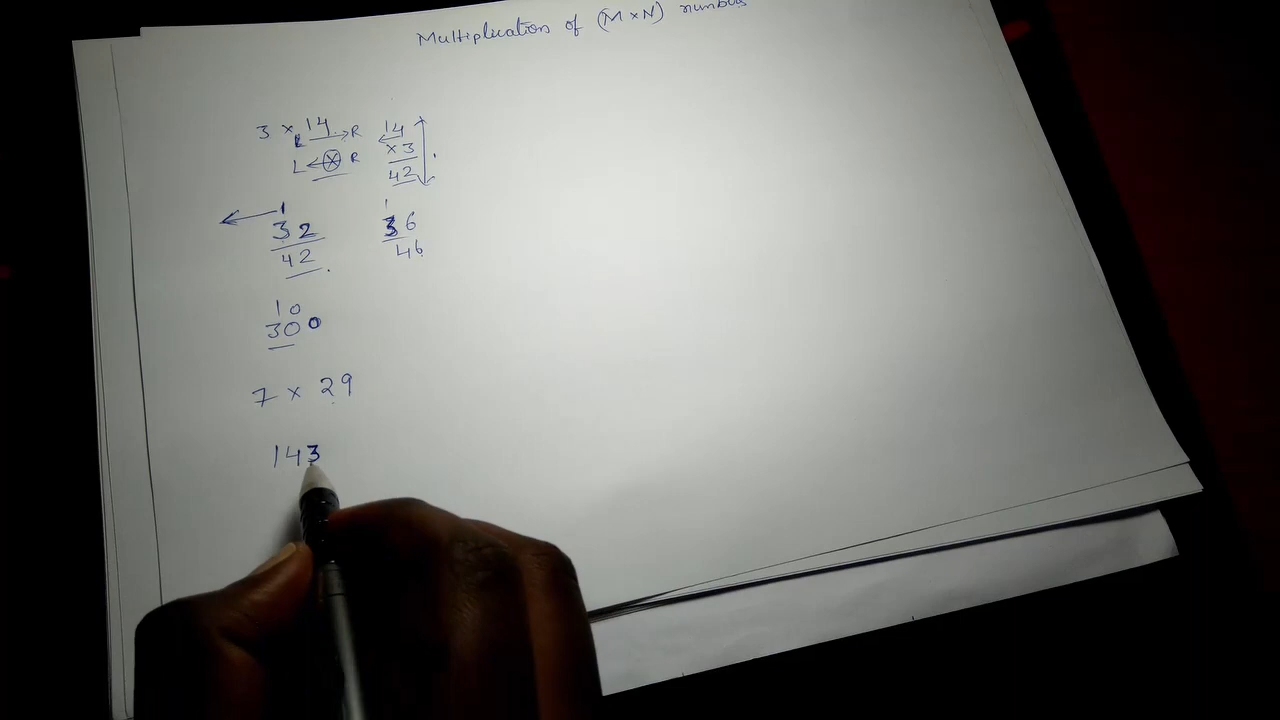 Multiplication of (M×N) numbers
3 × 14 R
L
L ← ⊗ R
14
×3
42
1
32
42
1
36
46
10
300
7 × 29
143